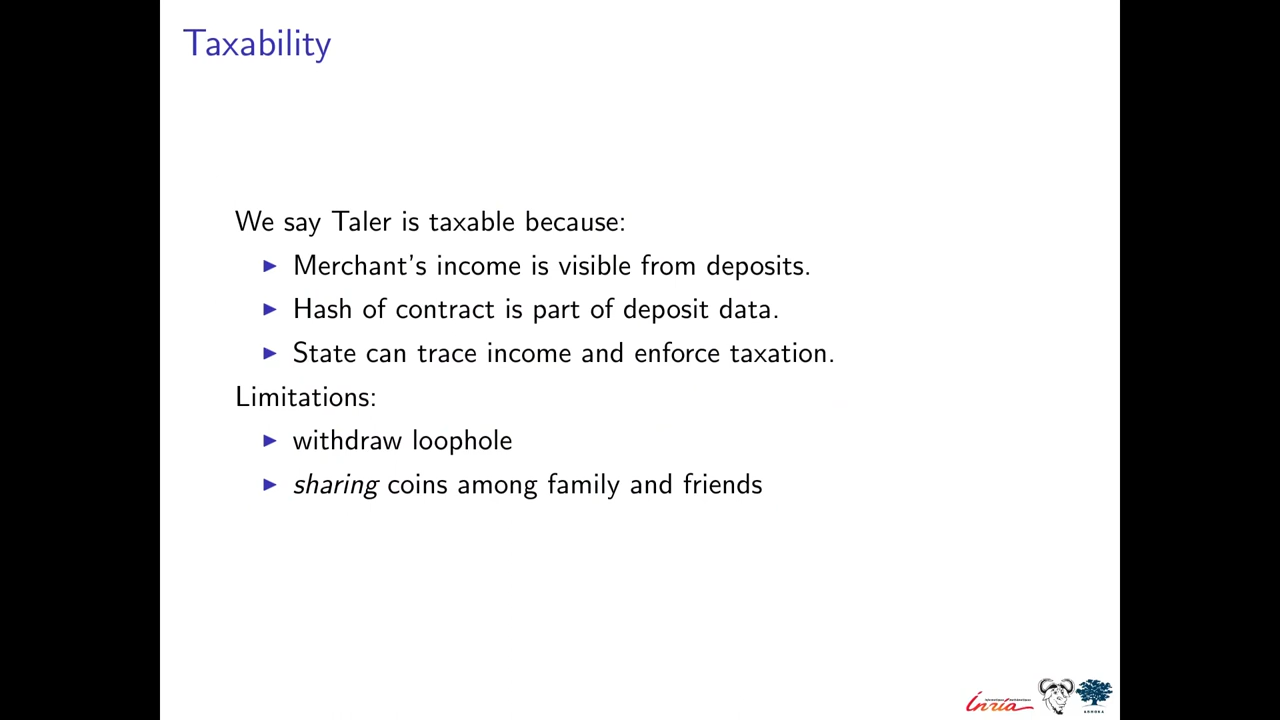 Taxability
We say Taler is taxable because:
▶ Merchant's income is visible from deposits.
▶ Hash of contract is part of deposit data.
▶ State can trace income and enforce taxation.
Limitations:
▶ withdraw loophole
▶ sharing coins among family and friends
Inria
ASHOKA